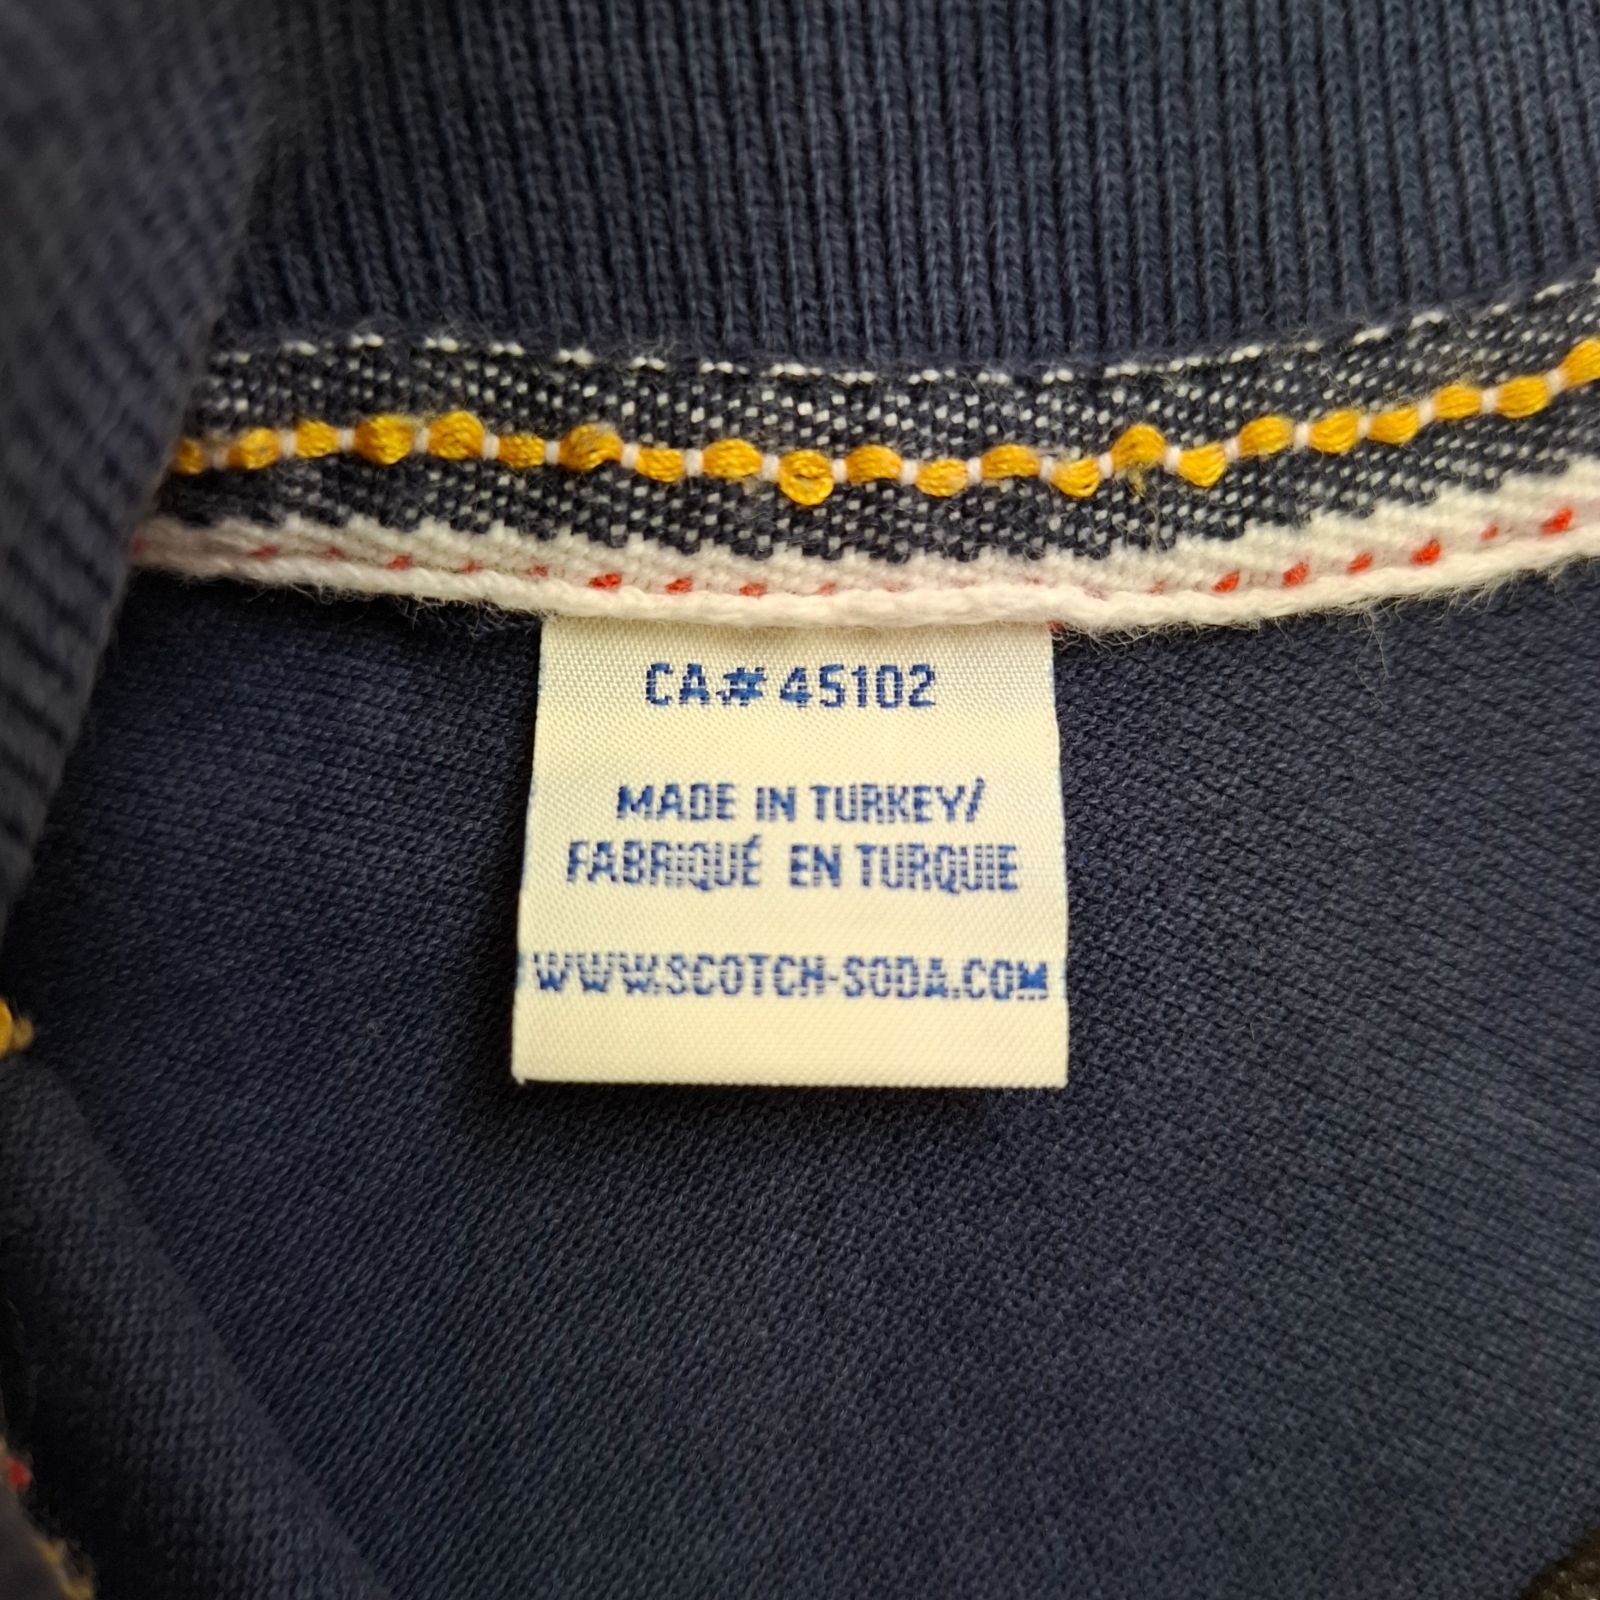 CA# 45102
MADE IN TURKEY/
FABRIQUÉ EN TURQUIE
WWW.SCOTCH-SODA.COM